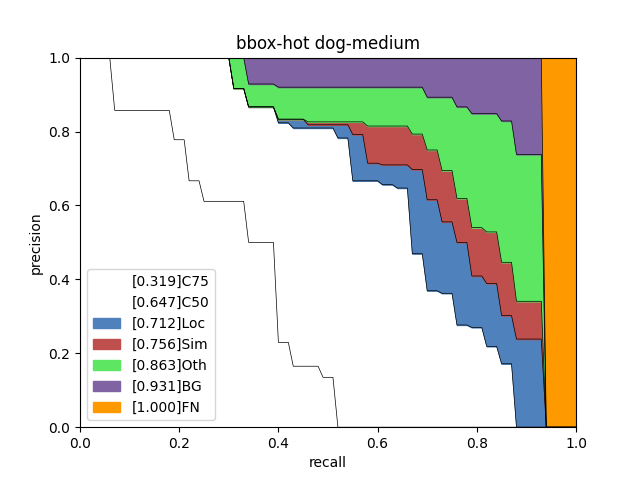 bbox-hot dog-medium
1.0
0.8
0.6
0.4
0.2
0.0
precision
[0.319]C75
[0.647]C50
[0.712]Loc
[0.756]Sim
[0.863]Oth
[0.931]BG
[1.000]FN
0.0 0.2 0.4 0.6 0.8 1.0
recall